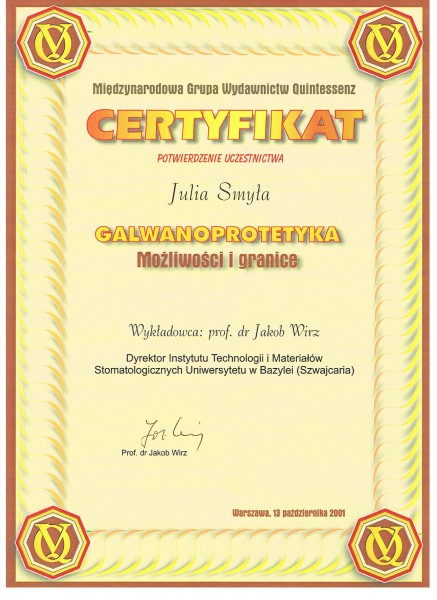 Międzynarodowa Grupa Wydawnictw Quintessenz
CERTYFIKAT
POTWIERDZENIE UCZESTNICTWA
Julia Smyła
GALWANOPROTETYKA
Możliwości i granice
Wykładowca: prof. dr Jakob Wirz
Dyrektor Instytutu Technologii i Materiałów
Stomatologicznych Uniwersytetu w Bazylei (Szwajcaria)
Prof. dr Jakob Wirz
Warszawa, 13 października 2001